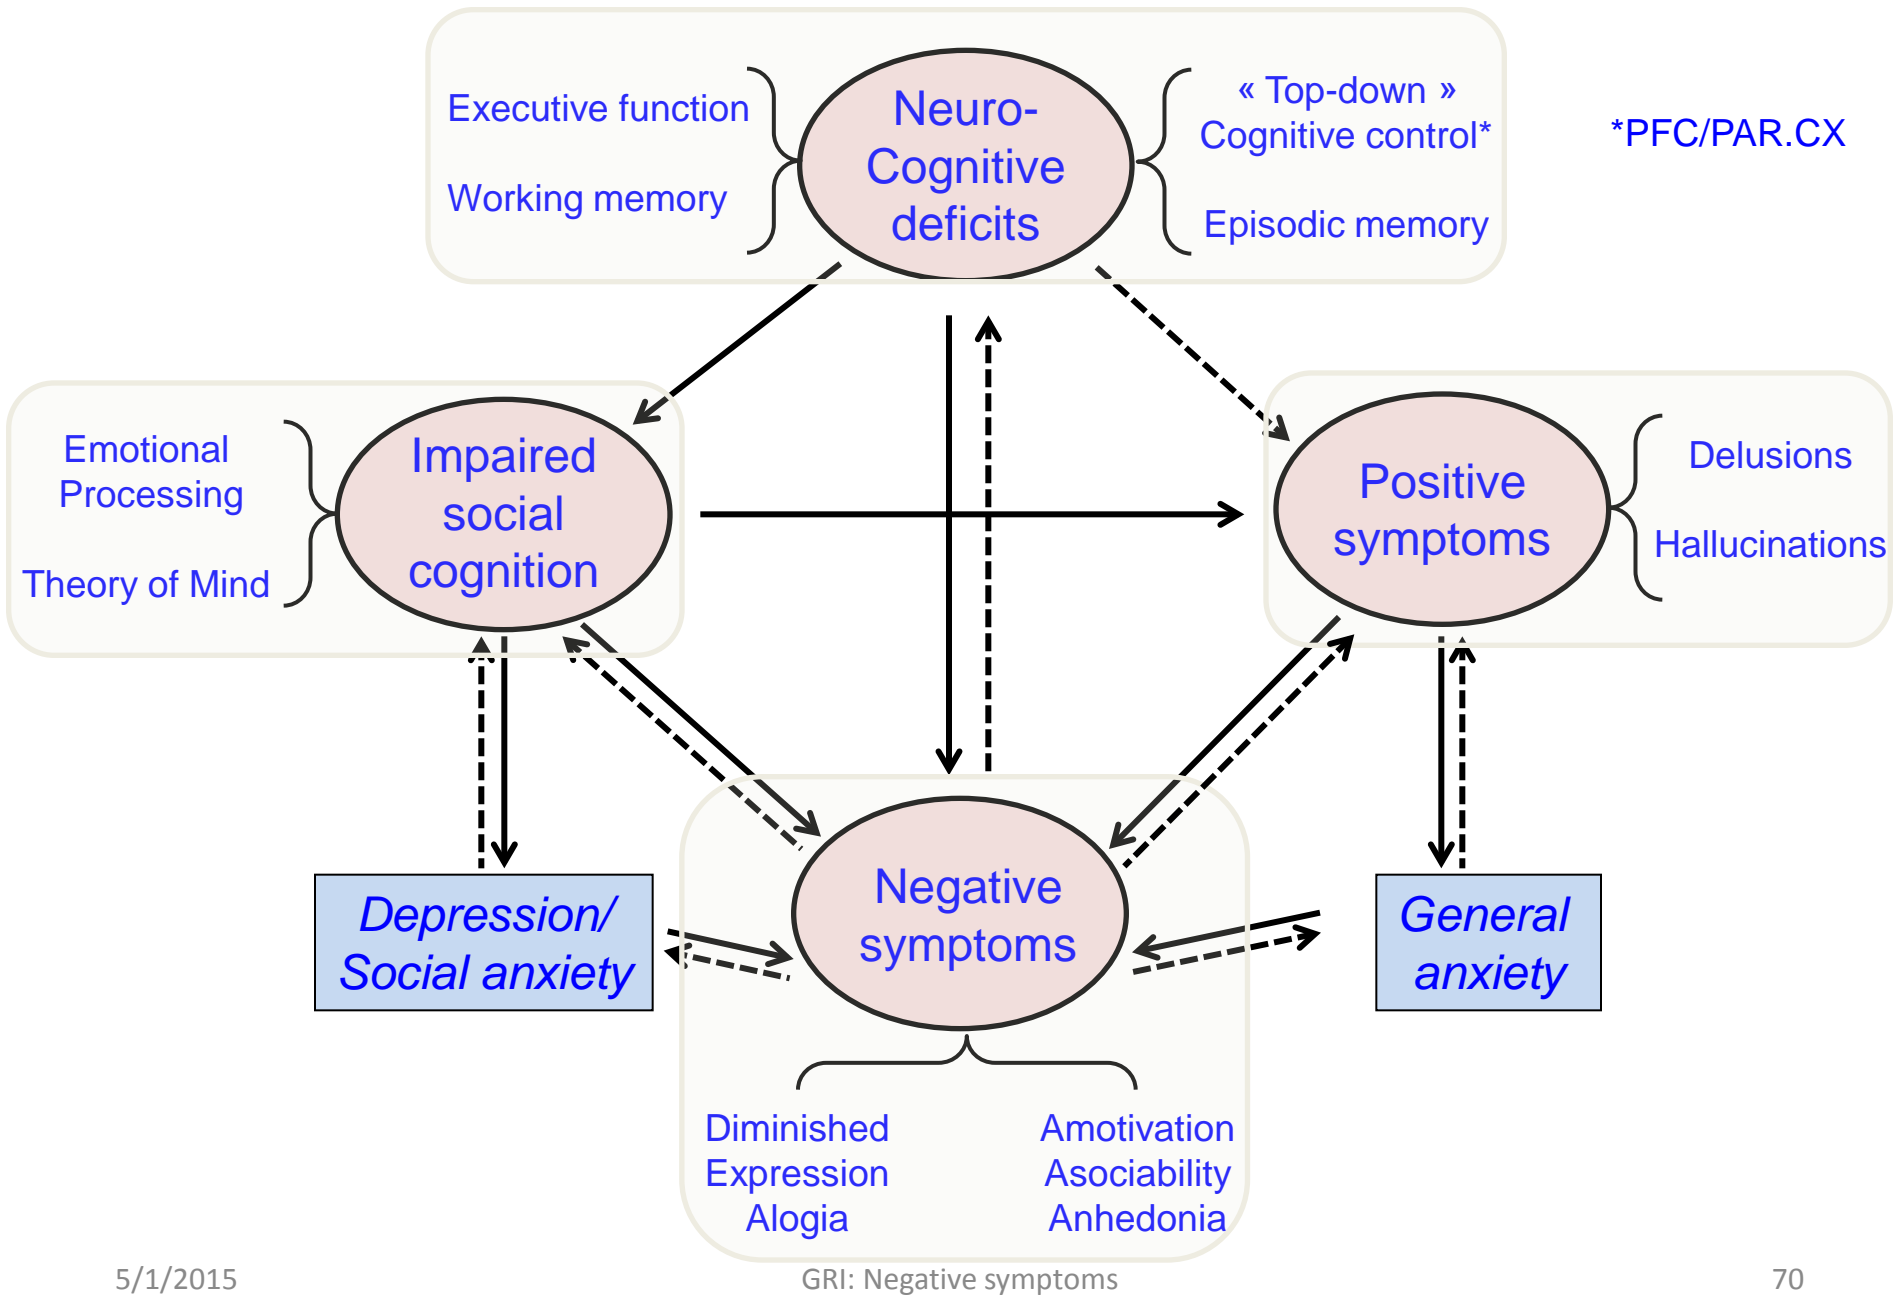 Executive function
Working memory
Neuro-
Cognitive
deficits
« Top-down »
Cognitive control*
Episodic memory
*PFC/PAR.CX
Emotional
Processing
Theory of Mind
Impaired
social
cognition
Positive
symptoms
Delusions
Hallucinations
Depression/
Social anxiety
Negative
symptoms
General
anxiety
Diminished
Expression
Alogia
Amotivation
Asociability
Anhedonia
5/1/2015
GRI: Negative symptoms
70